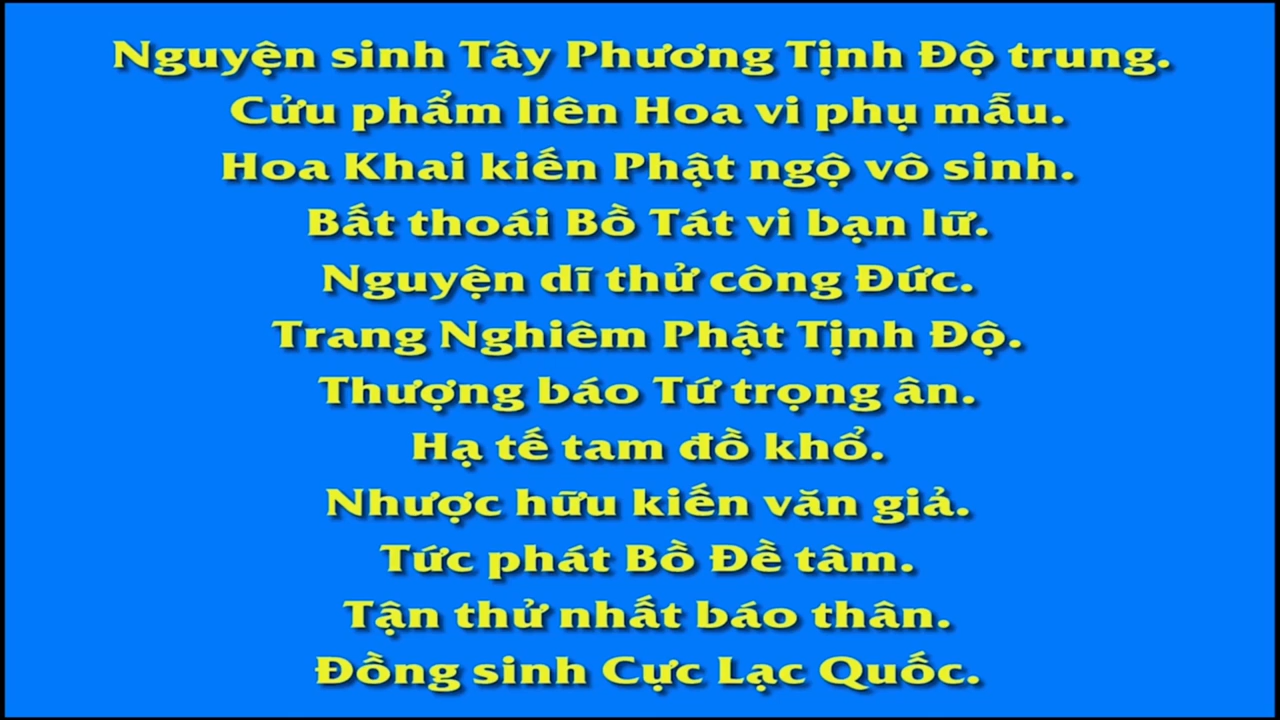 Nguyện sinh Tây Phương Tịnh Độ trung.
Cửu phẩm liên Hoa vi phụ mẫu.
Hoa Khai kiến Phật ngộ vô sinh.
Bất thoái Bồ Tát vi bạn lữ.
Nguyện dĩ thử công Đức.
Trang Nghiêm Phật Tịnh Độ.
Thượng báo Tứ trọng ân.
Hạ tế tam đồ khổ.
Nhược hữu kiến văn giả.
Tức phát Bồ Đề tâm.
Tận thử nhất báo thân.
Đồng sinh Cực Lạc Quốc.